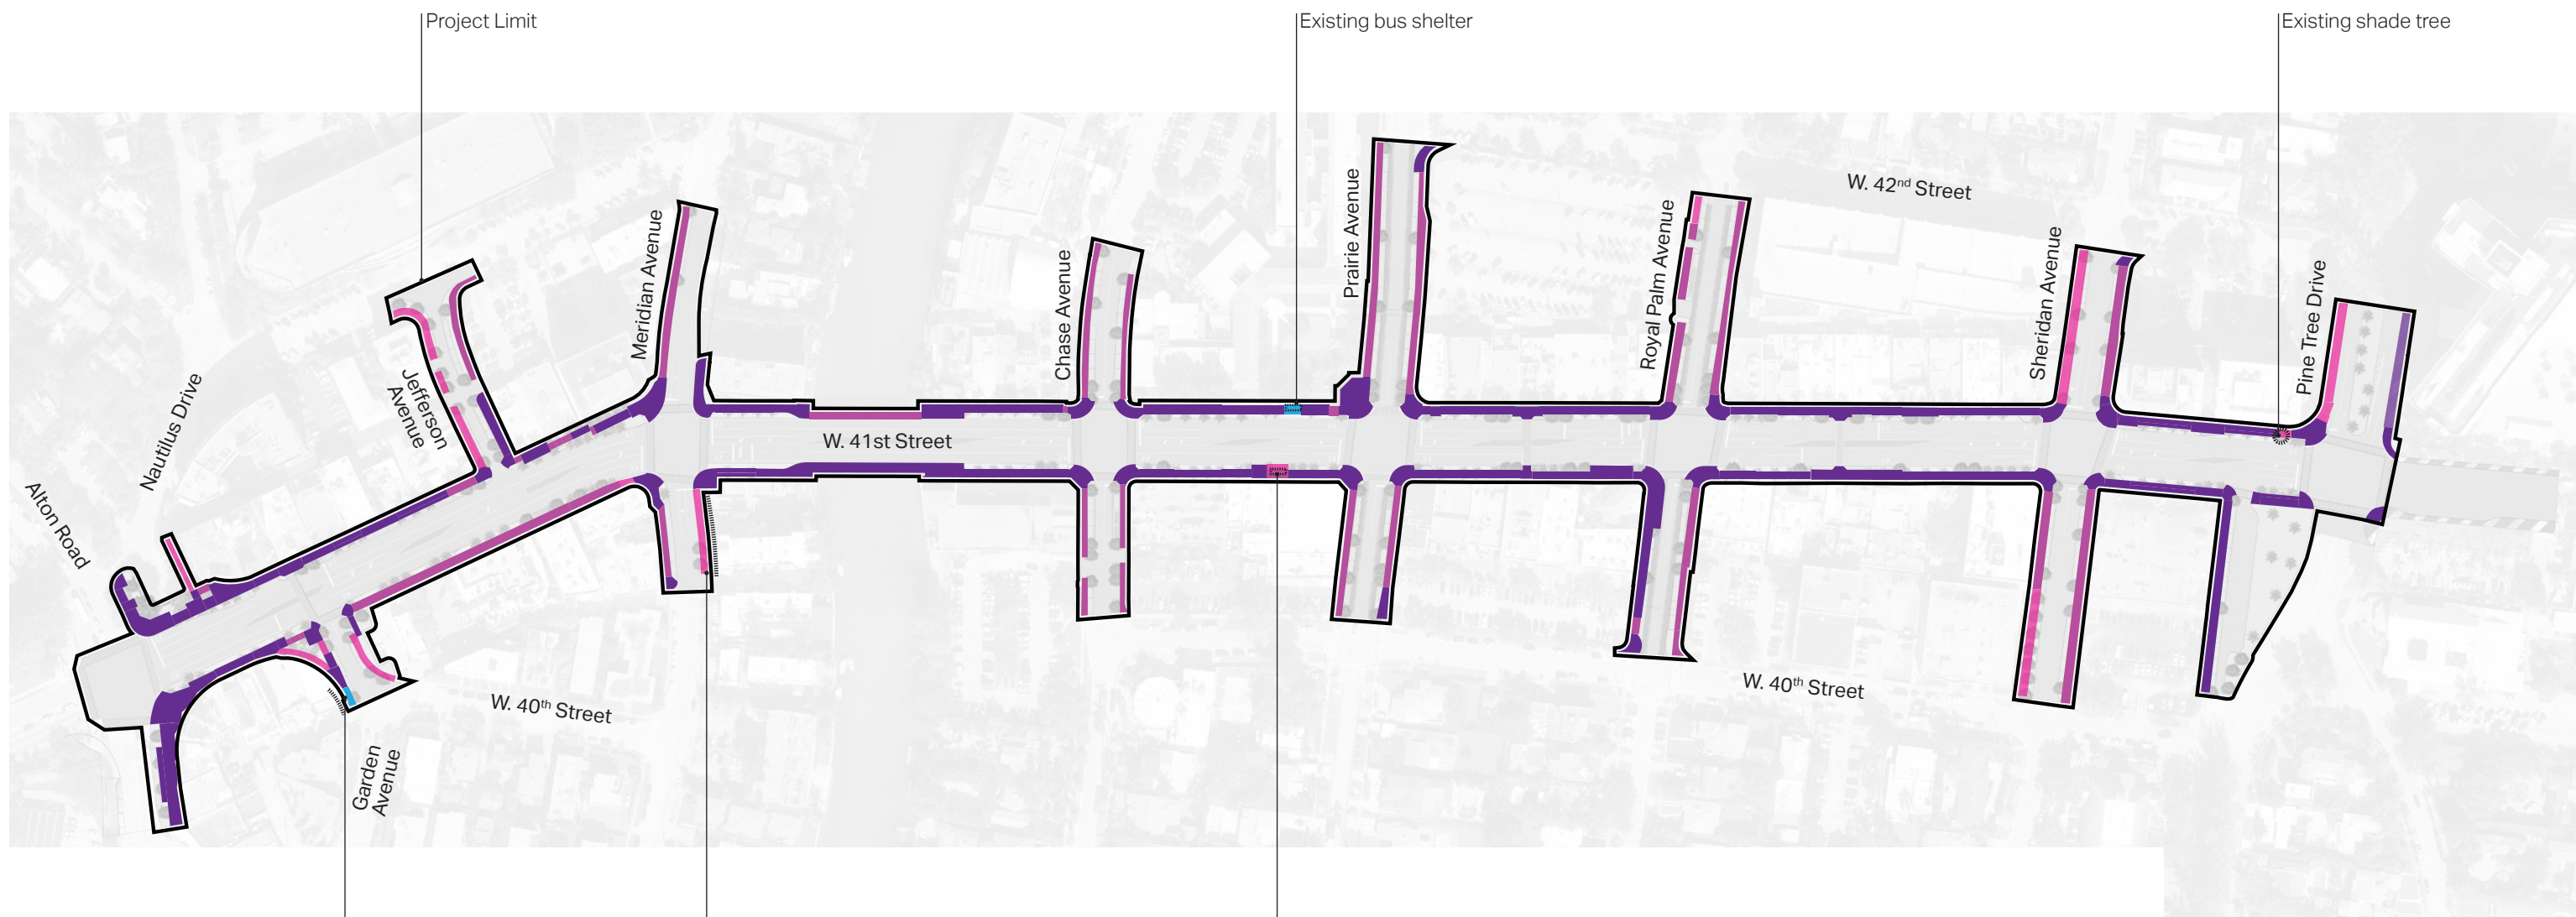 Project Limit
Existing bus shelter
Existing shade tree
W. 42nd Street
Prairie Avenue
Royal Palm Avenue
Meridian Avenue
Sheridan Avenue
Chase Avenue
Pine Tree Drive
Jefferson
Avenue
Nautilus Drive
W. 41st Street
Alton Road
W. 40th Street
W. 40th Street
Garden
Avenue